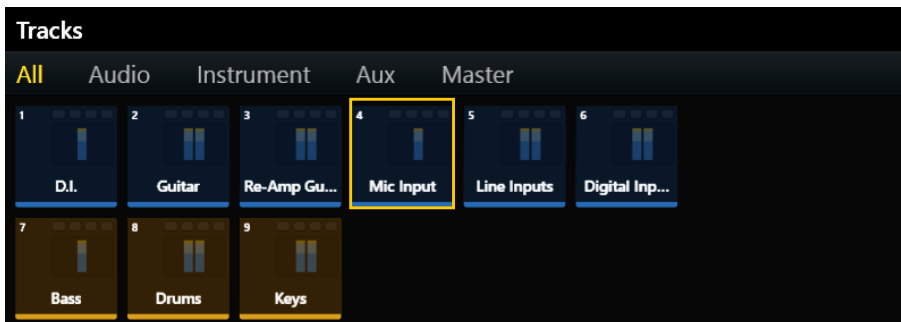 Tracks
All Audio Instrument Aux Master
1 2 3 4 5 6
D.I. Guitar Re-Amp Gu... Mic Input Line Inputs Digital Inp...
7 8 9
Bass Drums Keys